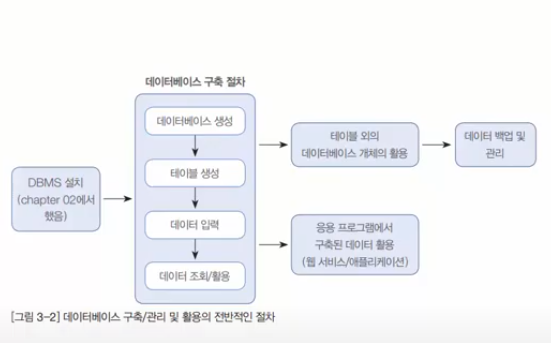 데이터베이스 구축 절차
데이터베이스 생성
테이블 생성
데이터 입력
데이터 조회/활용
DBMS 설치
(chapter 02에서
했음)
테이블 외의
데이터베이스 개체의 활용
데이터 백업 및
관리
응용 프로그램에서
구축된 데이터 활용
(웹 서비스/애플리케이션)
[그림 3-2] 데이터베이스 구축/관리 및 활용의 전반적인 절차